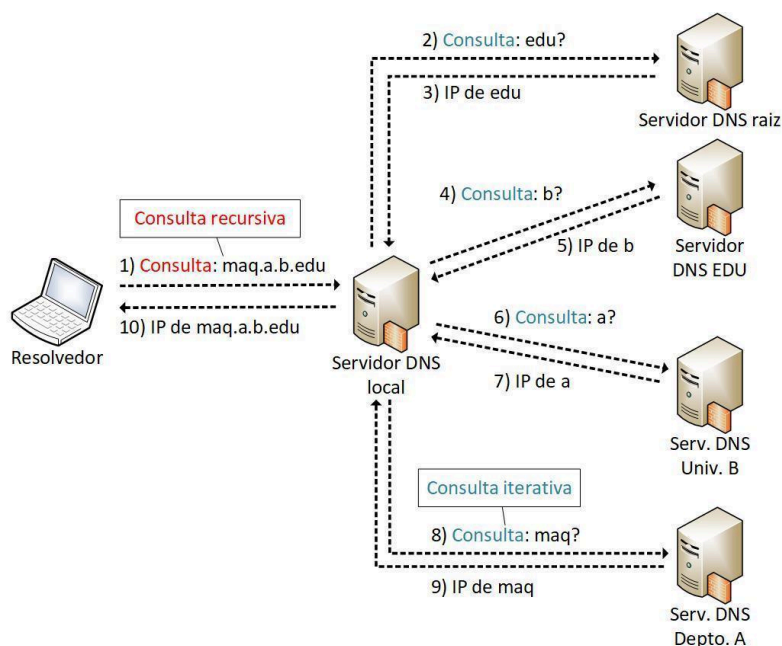 2) Consulta: edu?
3) IP de edu
Servidor DNS raiz
4) Consulta: b?
5) IP de b
Servidor
DNS EDU
Consulta recursiva
1) Consulta: maq.a.b.edu
10) IP de maq.a.b.edu
Resolvedor
Servidor DNS
local
6) Consulta: a?
7) IP de a
Serv. DNS
Univ. B
Consulta iterativa
8) Consulta: maq?
9) IP de maq
Serv. DNS
Depto. A